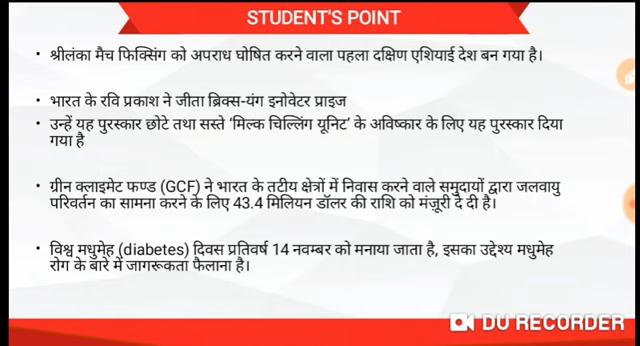 STUDENT'S POINT
• श्रीलंका मैच फिक्सिंग को अपराध घोषित करने वाला पहला दक्षिण एशियाई देश बन गया है।
• भारत के रवि प्रकाश ने जीता ब्रिक्स-यंग इनोवेटर प्राइज
• उन्हें यह पुरस्कार छोटे तथा सस्ते 'मिल्क चिल्लिंग यूनिट' के अविष्कार के लिए यह पुरस्कार दिया
गया है
• ग्रीन क्लाइमेट फण्ड (GCF) ने भारत के तटीय क्षेत्रों में निवास करने वाले समुदायों द्वारा जलवायु
परिवर्तन का सामना करने के लिए 43.4 मिलियन डॉलर की राशि को मंजूरी दे दी है।
• विश्व मधुमेह (diabetes) दिवस प्रतिवर्ष 14 नवम्बर को मनाया जाता है, इसका उद्देश्य मधुमेह
रोग के बारे में जागरूकता फैलाना है।
DU RECORDER